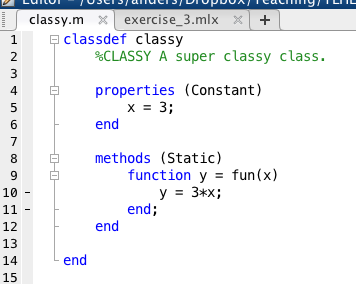 Editor - /Users/anders/Dropbox/Teaching/
classy.m × exercise_3.mlx × +
1 classdef classy
2 %CLASSY A super classy class.
3
4 properties (Constant)
5 x = 3;
6 end
7
8 methods (Static)
9 function y = fun(x)
10 - y = 3*x;
11 - end;
12 end
13
14 end
15